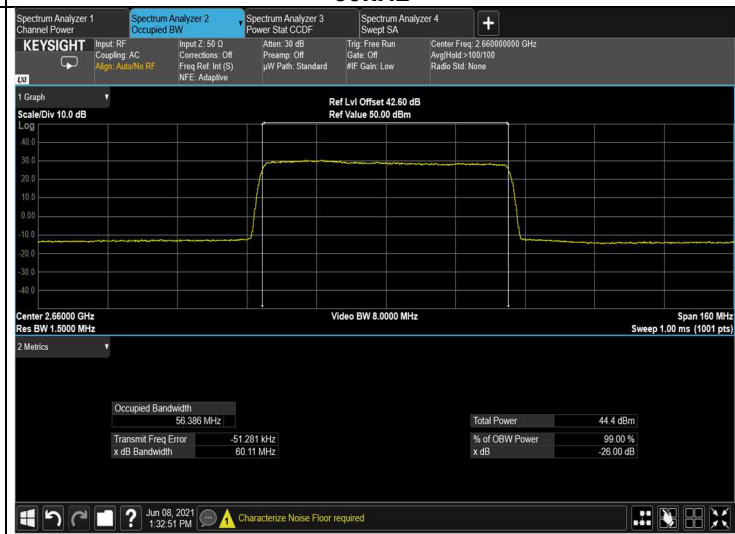 Spectrum Analyzer 1
Channel Power
Spectrum Analyzer 2
Occupied BW
Spectrum Analyzer 3
Power Stat CCDF
Spectrum Analyzer 4
Swept SA
KEYSIGHT
Input: RF
Coupling: AC
Align: Auto/No RF
Input Z: 50 Ω
Corrections: Off
Freq Ref: Int (S)
NFE: Adaptive
Atten: 30 dB
Preamp: Off
µW Path: Standard
Trig: Free Run
Gate: Off
#IF Gain: Low
Center Freq: 2.660000000 GHz
Avg|Hold:>100/100
Radio Std: None
LXI
1 Graph
Scale/Div 10.0 dB
Ref Lvl Offset 42.60 dB
Ref Value 50.00 dBm
Log
40.0
30.0
20.0
10.0
0.00
-10.0
-20.0
-30.0
-40.0
Center 2.66000 GHz
Res BW 1.5000 MHz
Video BW 8.0000 MHz
Span 160 MHz
Sweep 1.00 ms (1001 pts)
2 Metrics
Occupied Bandwidth
56.386 MHz
Transmit Freq Error -51.281 kHz
x dB Bandwidth 60.11 MHz
Total Power 44.4 dBm
% of OBW Power 99.00 %
x dB -26.00 dB
Jun 08, 2021
1:32:51 PM
1
Characterize Noise Floor required